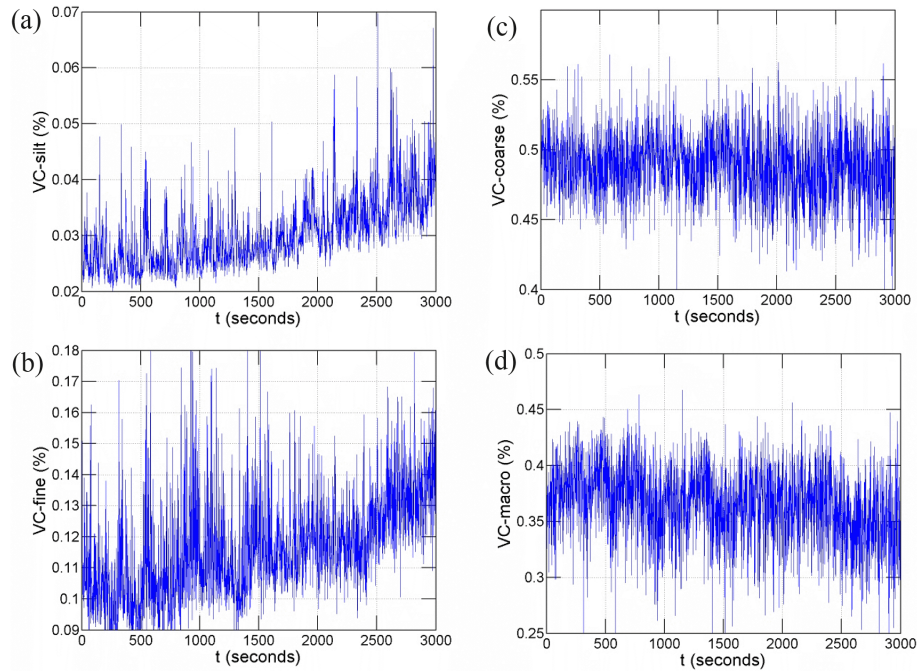 (a)
0.07
0.06
0.05
0.04
0.03
0.02
VC-silt (%)
0 500 1000 1500 2000 2500 3000
t (seconds)
(b)
0.18
0.17
0.16
0.15
0.14
0.13
0.12
0.11
0.1
0.09
VC-fine (%)
0 500 1000 1500 2000 2500 3000
t (seconds)
(c)
0.55
0.5
0.45
0.4
VC-coarse (%)
0 500 1000 1500 2000 2500 3000
t (seconds)
(d)
0.5
0.45
0.4
0.35
0.3
0.25
VC-macro (%)
0 500 1000 1500 2000 2500 3000
t (seconds)